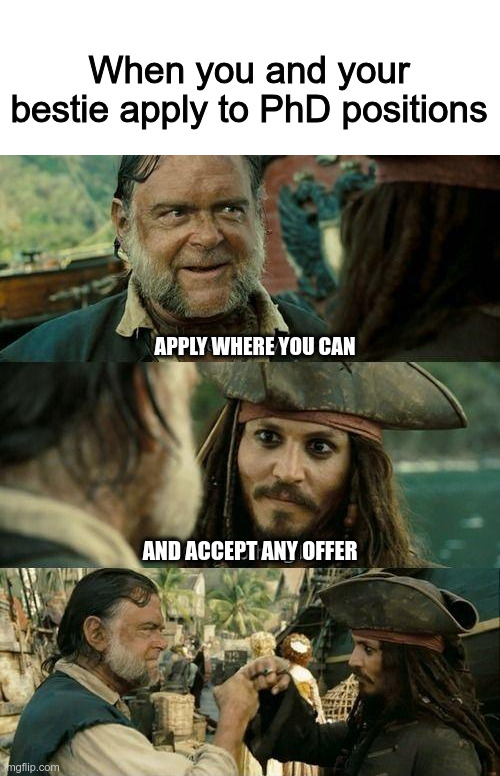 When you and your
bestie apply to PhD positions
APPLY WHERE YOU CAN
AND ACCEPT ANY OFFER
imgflip.com